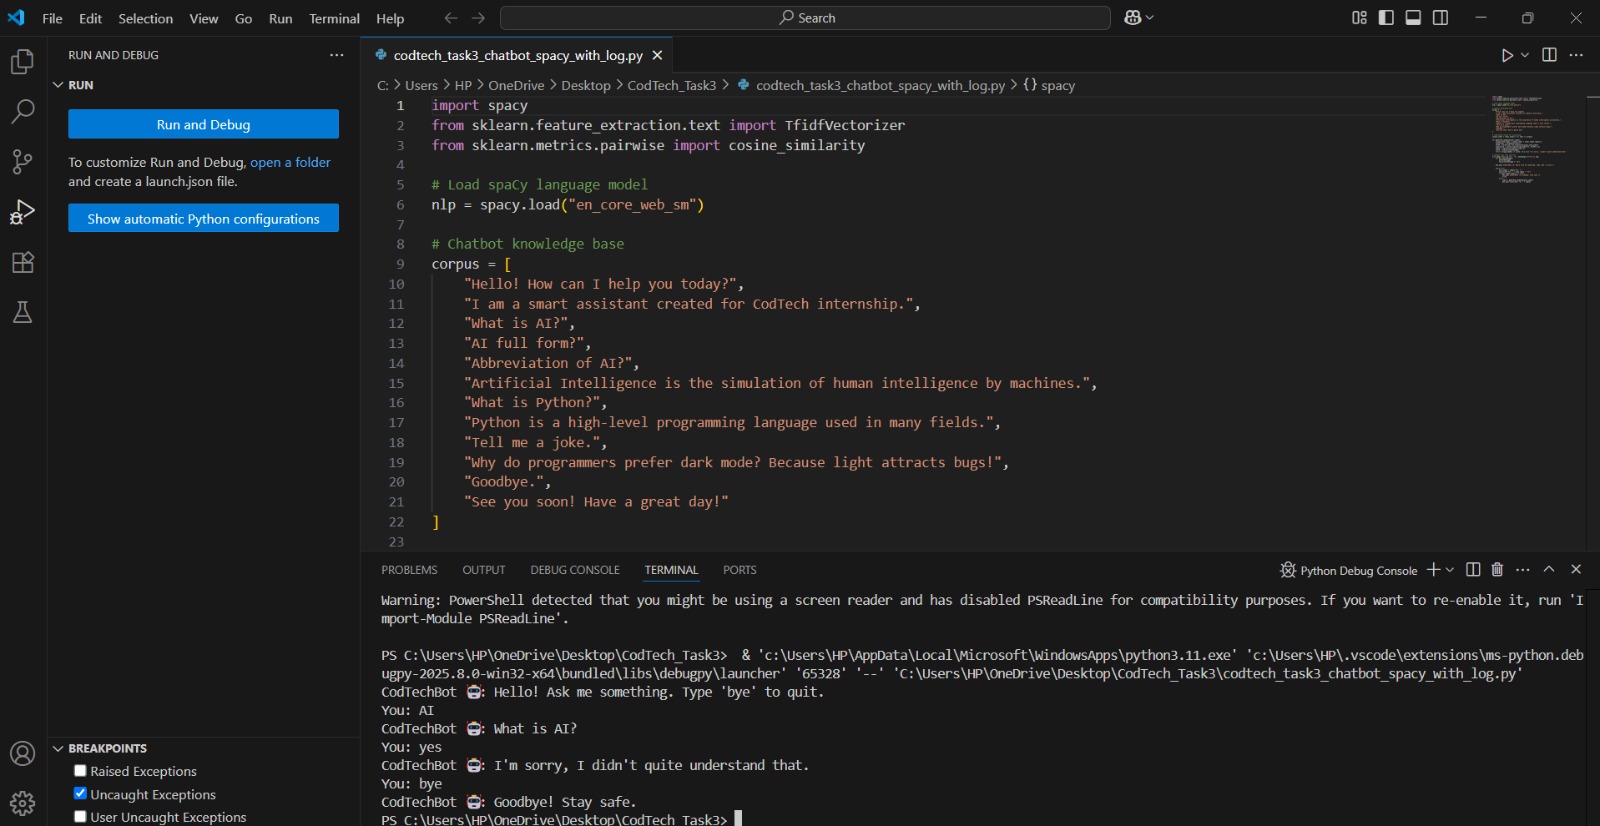 File Edit Selection View Go Run Terminal Help
Search
RUN AND DEBUG
RUN
Run and Debug
To customize Run and Debug, open a folder
and create a launch.json file.
Show automatic Python configurations
BREAKPOINTS
Raised Exceptions
Uncaught Exceptions
User Uncaught Exceptions
codtech_task3_chatbot_spacy_with_log.py
C: > Users > HP > OneDrive > Desktop > CodTech_Task3 > codtech_task3_chatbot_spacy_with_log.py > {} spacy
1 import spacy
2 from sklearn.feature_extraction.text import TfidfVectorizer
3 from sklearn.metrics.pairwise import cosine_similarity
4
5 # Load spaCy language model
6 nlp = spacy.load("en_core_web_sm")
7
8 # Chatbot knowledge base
9 corpus = [
10 "Hello! How can I help you today?",
11 "I am a smart assistant created for CodTech internship.",
12 "What is AI?",
13 "AI full form?",
14 "Abbreviation of AI?",
15 "Artificial Intelligence is the simulation of human intelligence by machines.",
16 "What is Python?",
17 "Python is a high-level programming language used in many fields.",
18 "Tell me a joke.",
19 "Why do programmers prefer dark mode? Because light attracts bugs!",
20 "Goodbye.",
21 "See you soon! Have a great day!"
22 ]
23
PROBLEMS OUTPUT DEBUG CONSOLE TERMINAL PORTS
Python Debug Console
Warning: PowerShell detected that you might be using a screen reader and has disabled PSReadLine for compatibility purposes. If you want to re-enable it, run 'I
mport-Module PSReadLine'.
PS C:\Users\HP\OneDrive\Desktop\CodTech_Task3> & 'c:\Users\HP\AppData\Local\Microsoft\WindowsApps\python3.11.exe' 'c:\Users\HP\.vscode\extensions\ms-python.deb
ugpy-2025.8.0-win32-x64\bundled\libs\debugpy\launcher' '65328' '--' 'C:\Users\HP\OneDrive\Desktop\CodTech_Task3\codtech_task3_chatbot_spacy_with_log.py'
CodTechBot 🤖: Hello! Ask me something. Type 'bye' to quit.
You: AI
CodTechBot 🤖: What is AI?
You: yes
CodTechBot 🤖: I'm sorry, I didn't quite understand that.
You: bye
CodTechBot 🤖: Goodbye! Stay safe.
PS C:\Users\HP\OneDrive\Desktop\CodTech_Task3>